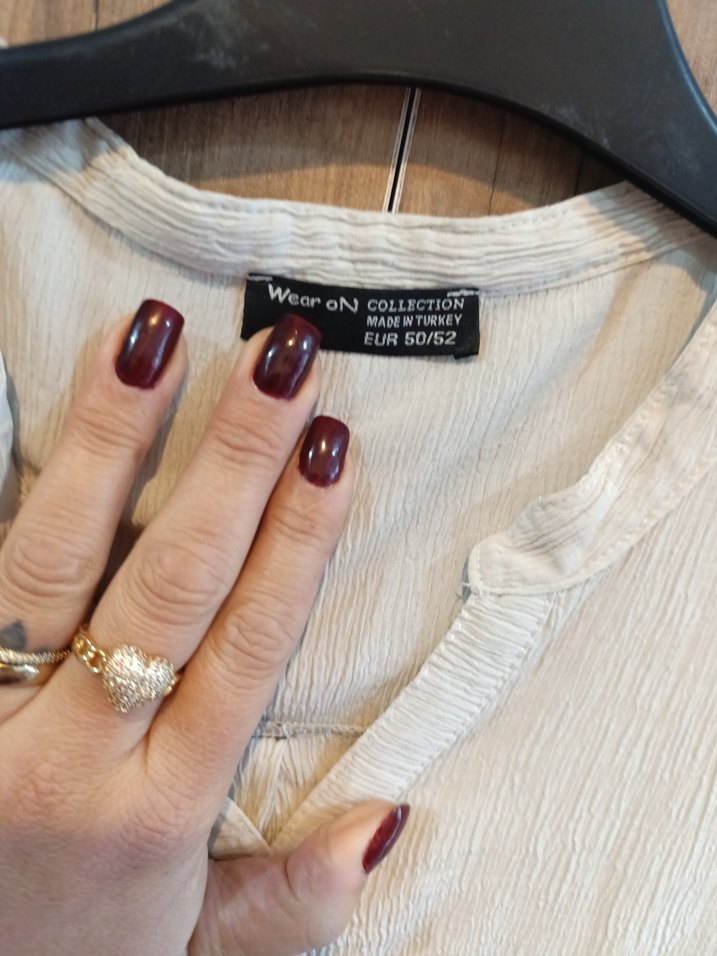 Wear oN COLLECTION
MADE IN TURKEY
EUR 50/52